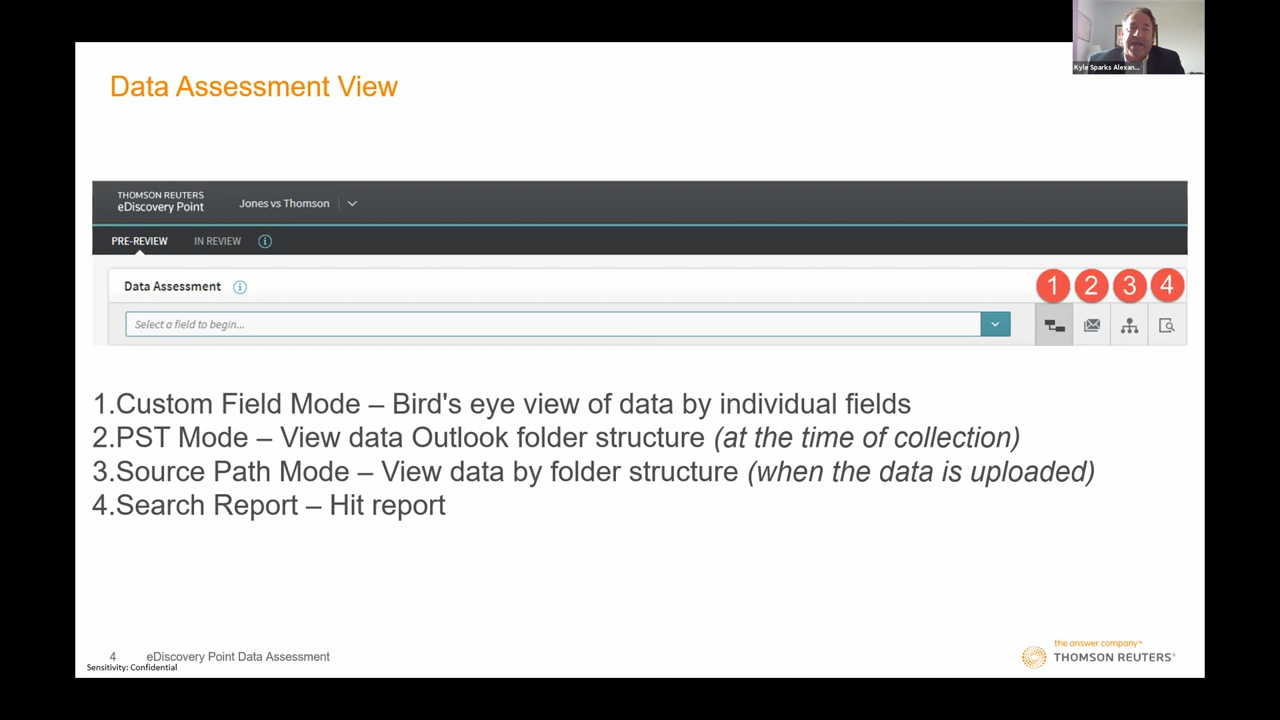 Kyle Sparks Alexan...
Data Assessment View
THOMSON REUTERS
eDiscovery Point
Jones vs Thomson
PRE-REVIEW
IN REVIEW
Data Assessment
1 2 3 4
Select a field to begin...
1.Custom Field Mode – Bird's eye view of data by individual fields
2.PST Mode – View data Outlook folder structure (at the time of collection)
3.Source Path Mode – View data by folder structure (when the data is uploaded)
4.Search Report – Hit report
4 eDiscovery Point Data Assessment
Sensitivity: Confidential
the answer company™
THOMSON REUTERS®